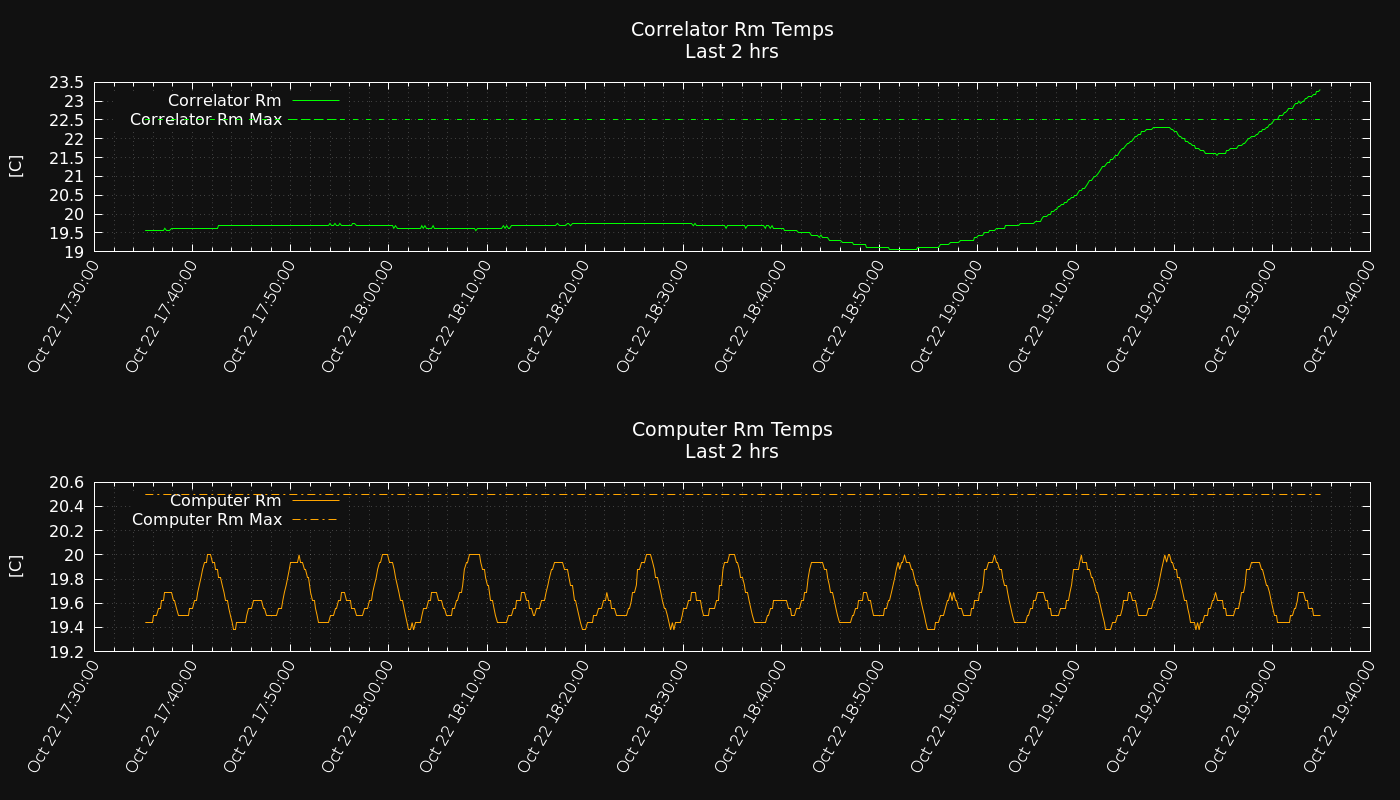 Correlator Rm Temps
Last 2 hrs
23.5
23
22.5
22
21.5
21
20.5
20
19.5
19
[C]
Correlator Rm
Correlator Rm Max
Oct 22 17:30:00
Oct 22 17:40:00
Oct 22 17:50:00
Oct 22 18:00:00
Oct 22 18:10:00
Oct 22 18:20:00
Oct 22 18:30:00
Oct 22 18:40:00
Oct 22 18:50:00
Oct 22 19:00:00
Oct 22 19:10:00
Oct 22 19:20:00
Oct 22 19:30:00
Oct 22 19:40:00
Computer Rm Temps
Last 2 hrs
20.6
20.4
20.2
20
19.8
19.6
19.4
19.2
[C]
Computer Rm
Computer Rm Max
Oct 22 17:30:00
Oct 22 17:40:00
Oct 22 17:50:00
Oct 22 18:00:00
Oct 22 18:10:00
Oct 22 18:20:00
Oct 22 18:30:00
Oct 22 18:40:00
Oct 22 18:50:00
Oct 22 19:00:00
Oct 22 19:10:00
Oct 22 19:20:00
Oct 22 19:30:00
Oct 22 19:40:00